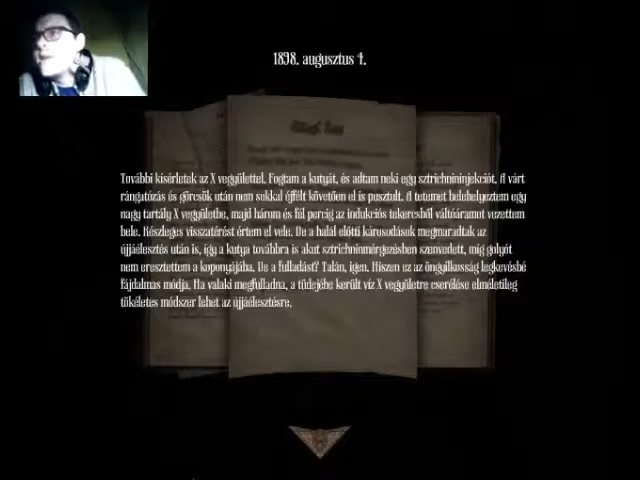 1898. augusztus 4.
További kísérletek az X vegyülettel. Fogtam a kutyát, és adtam neki egy sztrichnininjekciót. A várt
rángatózás és görcsök után nem sokkal éjfélt követően el is pusztult. A tetemet belehelyeztem egy
nagy tartály X vegyületbe, majd három és fél percig az indukciós tekercsből váltóáramot vezettem
bele. Részleges visszatérést értem el vele. De a halál előtti károsodások megmaradtak az
újjáélesztés után is, így a kutya továbbra is akut sztrichninmérgezésben szenvedett, míg golyót
nem eresztettem a koponyájába. De a fulladást? Talán, igen. Hiszen ez az öngyilkosság legkevésbé
fájdalmas módja. Ha valaki megfulladna, a tüdejébe került víz X vegyületre cserélése elméletileg
tökéletes módszer lehet az újjáélesztésre.